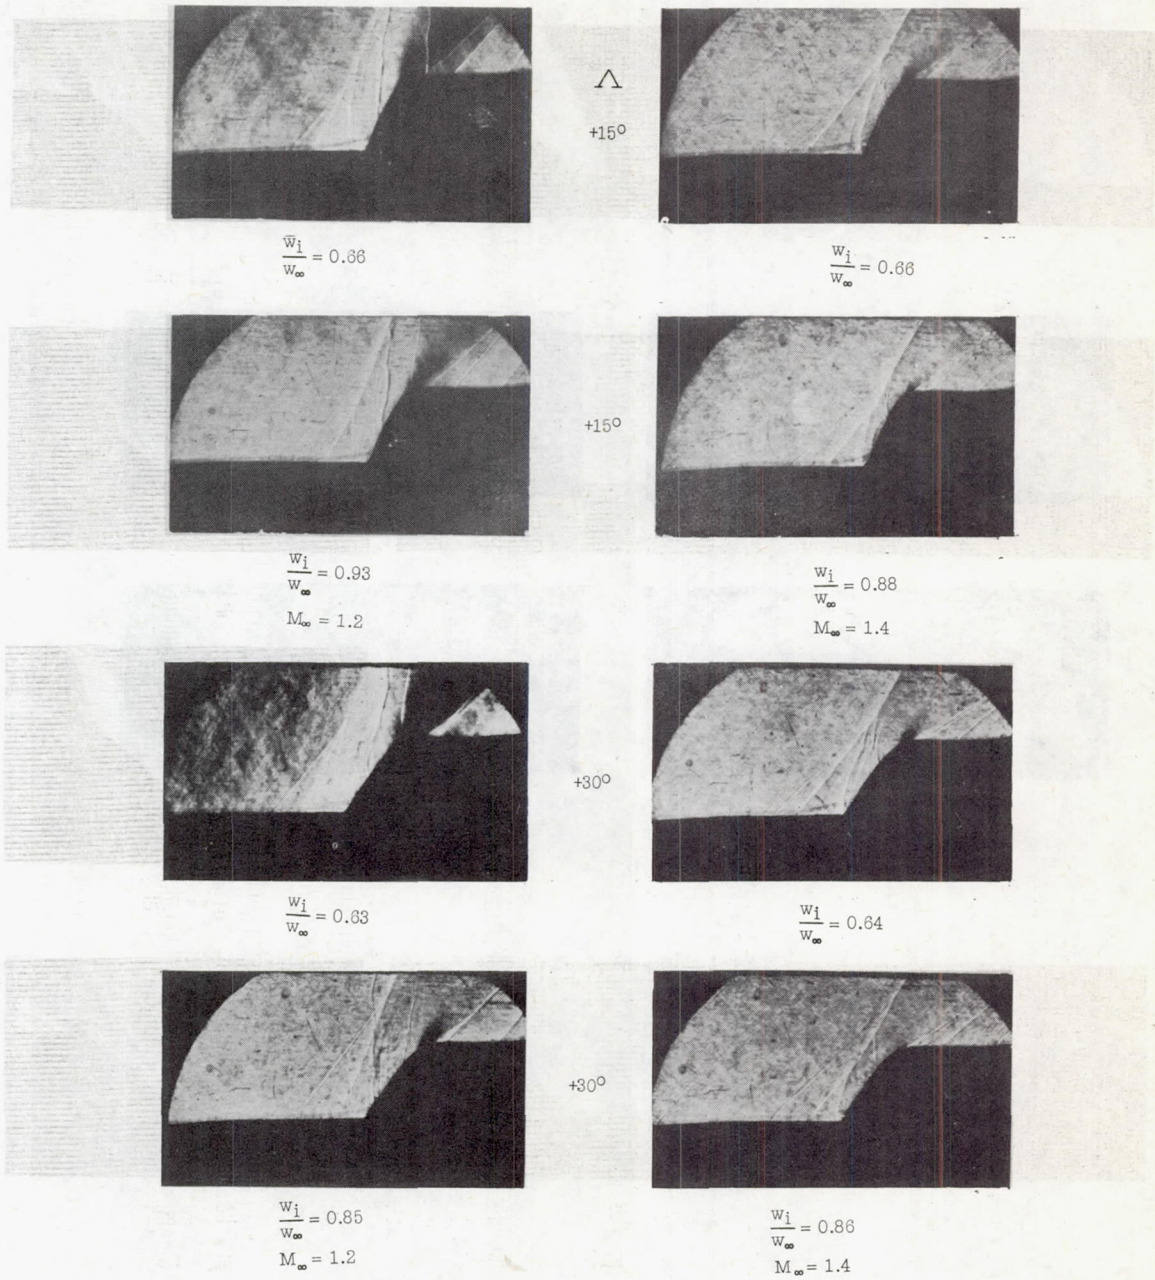 Λ
+15°
w̄i/w∞ = 0.66
wi/w∞ = 0.66
+15°
wi/w∞ = 0.93
M∞ = 1.2
wi/w∞ = 0.88
M∞ = 1.4
+30°
wi/w∞ = 0.63
wi/w∞ = 0.64
+30°
wi/w∞ = 0.85
M∞ = 1.2
wi/w∞ = 0.86
M∞ = 1.4